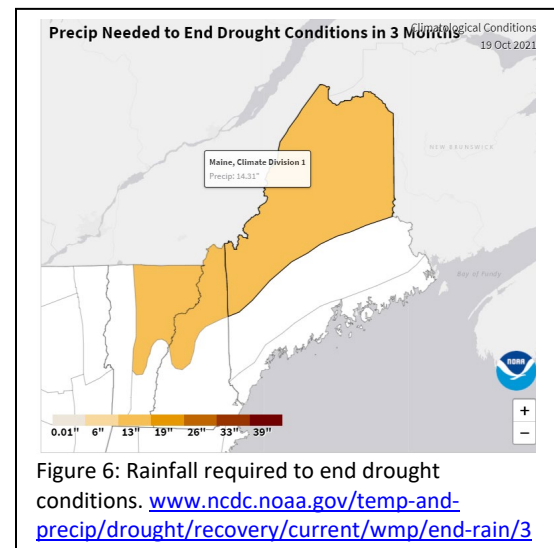 Precip Needed to End Drought Conditions in 3 Months
Climatological Conditions
19 Oct 2021
NEW BRUNSWICK
Maine, Climate Division 1
Precip: 14.31"
Bay of Fundy
NOAA
+
−
0.01" 6" 13" 19" 26" 33" 39"
Figure 6: Rainfall required to end drought
conditions. www.ncdc.noaa.gov/temp-and-
precip/drought/recovery/current/wmp/end-rain/3